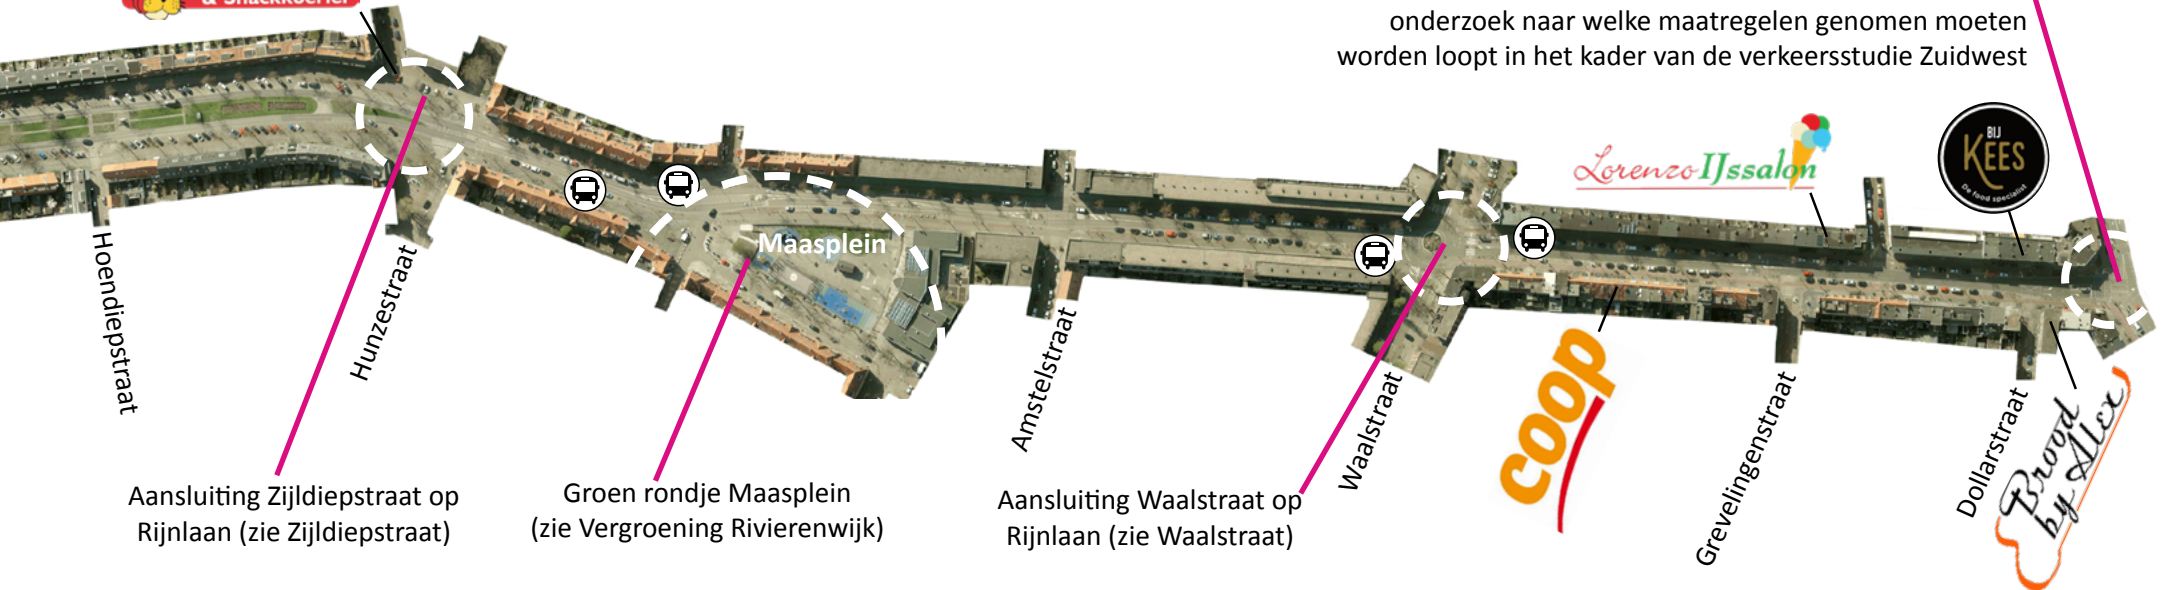 & Snackkoerier
onderzoek naar welke maatregelen genomen moeten
worden loopt in het kader van de verkeersstudie Zuidwest
Lorenzo IJssalon
BIJ
KEES
De food specialist
Maasplein
Hoendiepstraat
Hunzestraat
Amstelstraat
Waalstraat
coop
Grevelingenstraat
Dollarstraat
Brood
by Alex
Aansluiting Zijldiepstraat op
Rijnlaan (zie Zijldiepstraat)
Groen rondje Maasplein
(zie Vergroening Rivierenwijk)
Aansluiting Waalstraat op
Rijnlaan (zie Waalstraat)